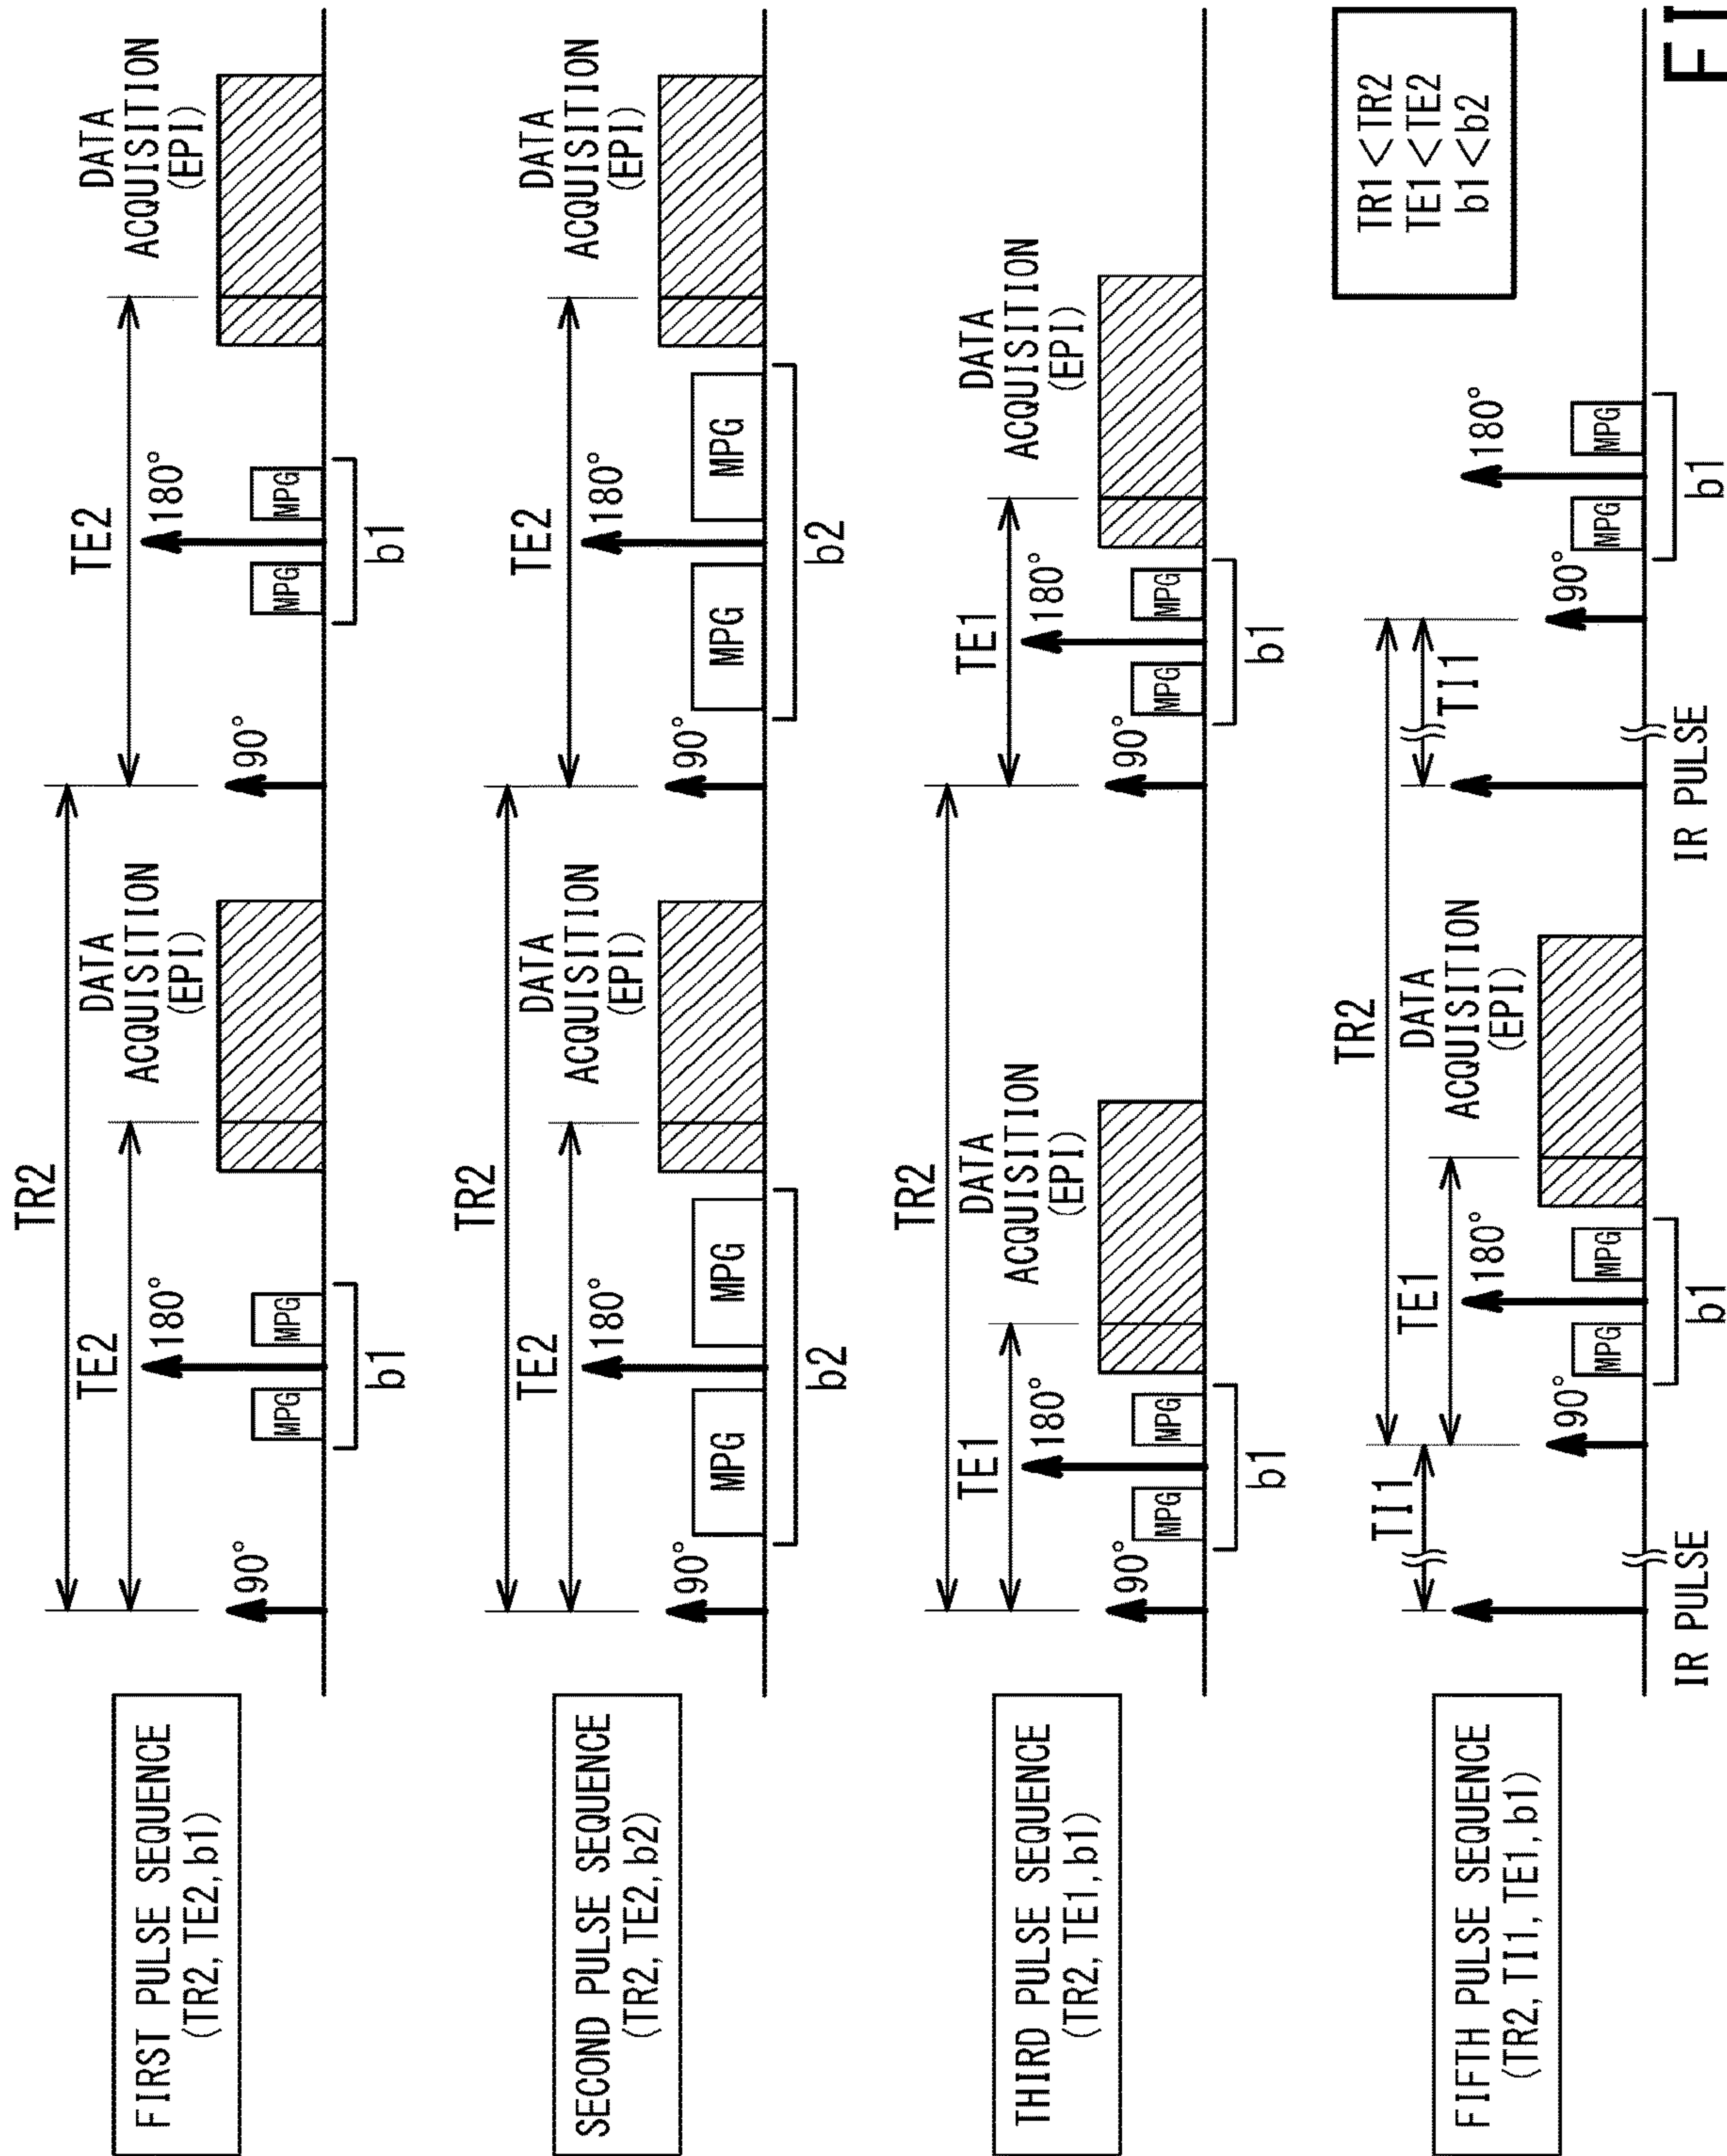 FIRST PULSE SEQUENCE
(TR2, TE2, b1)
TR2
TE2
TE2
90°
MPG
180°
MPG
b1
DATA
ACQUISITION
(EPI)
90°
MPG
180°
MPG
b1
DATA
ACQUISITION
(EPI)
SECOND PULSE SEQUENCE
(TR2, TE2, b2)
TR2
TE2
TE2
90°
MPG
180°
MPG
b2
DATA
ACQUISITION
(EPI)
90°
MPG
180°
MPG
b2
DATA
ACQUISITION
(EPI)
THIRD PULSE SEQUENCE
(TR2, TE1, b1)
TR2
TE1
TE1
90°
MPG
180°
MPG
b1
DATA
ACQUISITION
(EPI)
90°
MPG
180°
MPG
b1
DATA
ACQUISITION
(EPI)
FIFTH PULSE SEQUENCE
(TR2, TI1, TE1, b1)
TR2
TI1
TE1
TI1
IR PULSE
90°
MPG
180°
MPG
b1
DATA
ACQUISITION
(EPI)
IR PULSE
90°
MPG
180°
MPG
b1
TR1<TR2
TE1<TE2
b1<b2